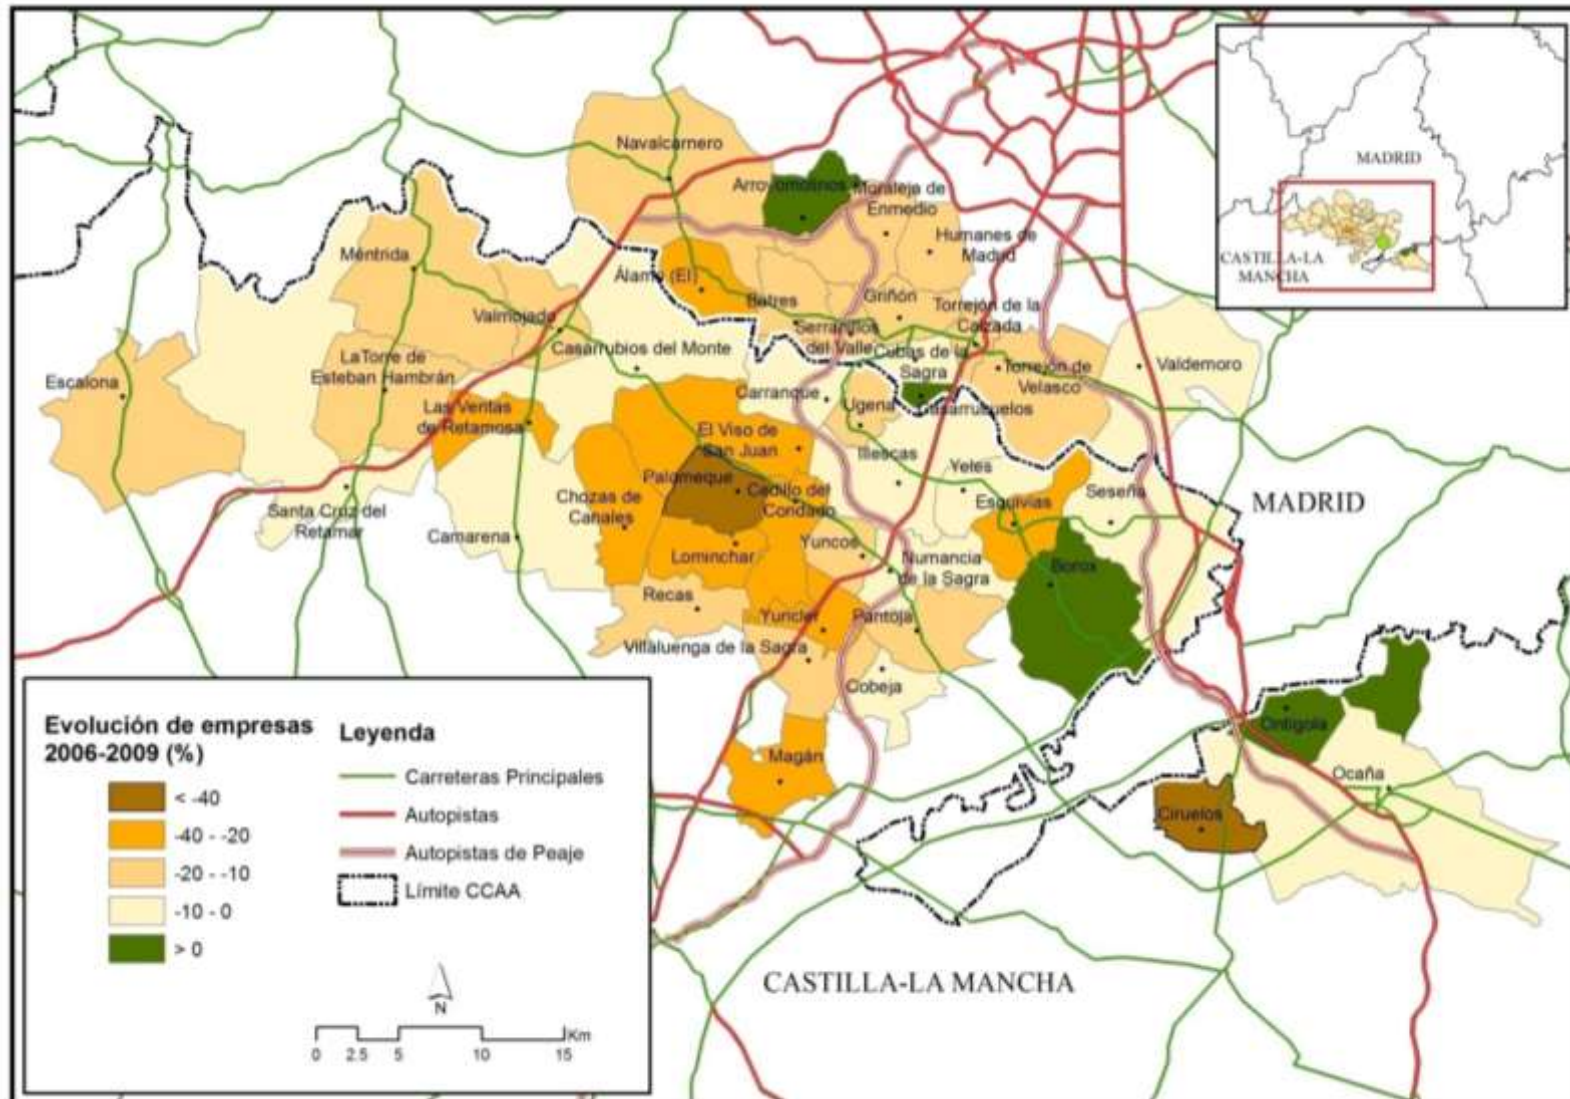 MADRID
CASTILLA-LA
MANCHA
Navalcarnero
Arroyomolinos
Moraleja de
Enmedio
Humanes de
Madrid
Méntrida
Álamo (El)
Batres
Griñón
Torrejón de la
Calzada
Valmojado
Serranillos
del Valle
Cubas de la
Sagra
Casarrubios del Monte
Torrejón de
Velasco
Valdemoro
Escalona
LaTorre de
Esteban Hambrán
Carranque
Ugena
Casarrubuelos
Las Ventas
de Retamosa
El Viso de
San Juan
Illescas
Yeles
Palomeque
Cedillo del
Condado
Esquivias
Seseña
MADRID
Chozas de
Canales
Santa Cruz del
Retamar
Camarena
Lominchar
Yuncos
Numancia
de la Sagra
Borox
Recas
Yuncler
Pantoja
Villaluenga de la Sagra
Cobeja
Magán
Ontígola
Ocaña
Ciruelos
CASTILLA-LA MANCHA
Evolución de empresas
2006-2009 (%)
< -40
-40 - -20
-20 - -10
-10 - 0
> 0
Leyenda
Carreteras Principales
Autopistas
Autopistas de Peaje
Límite CCAA
N
Km
0 2.5 5 10 15